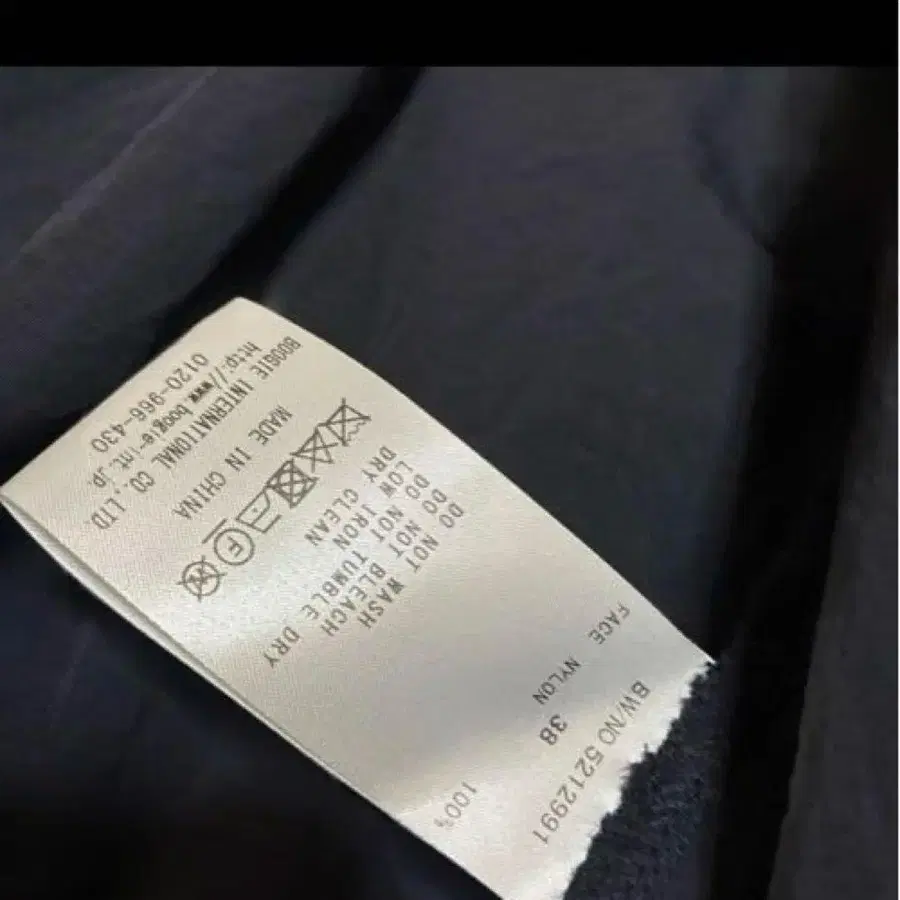 BW/NO 5212991
38
FACE NYLON 100%
DO NOT WASH
DO NOT BLEACH
DO NOT TUMBLE DRY
LOW IRON
DRY CLEAN
MADE IN CHINA
BOOGIE INTERNATIONAL CO.,LTD.
http://www.boogie-int.jp.
0120-966-430